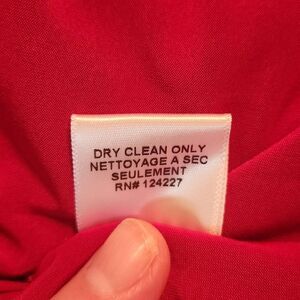 DRY CLEAN ONLY
NETTOYAGE A SEC
SEULEMENT
RN# 124227